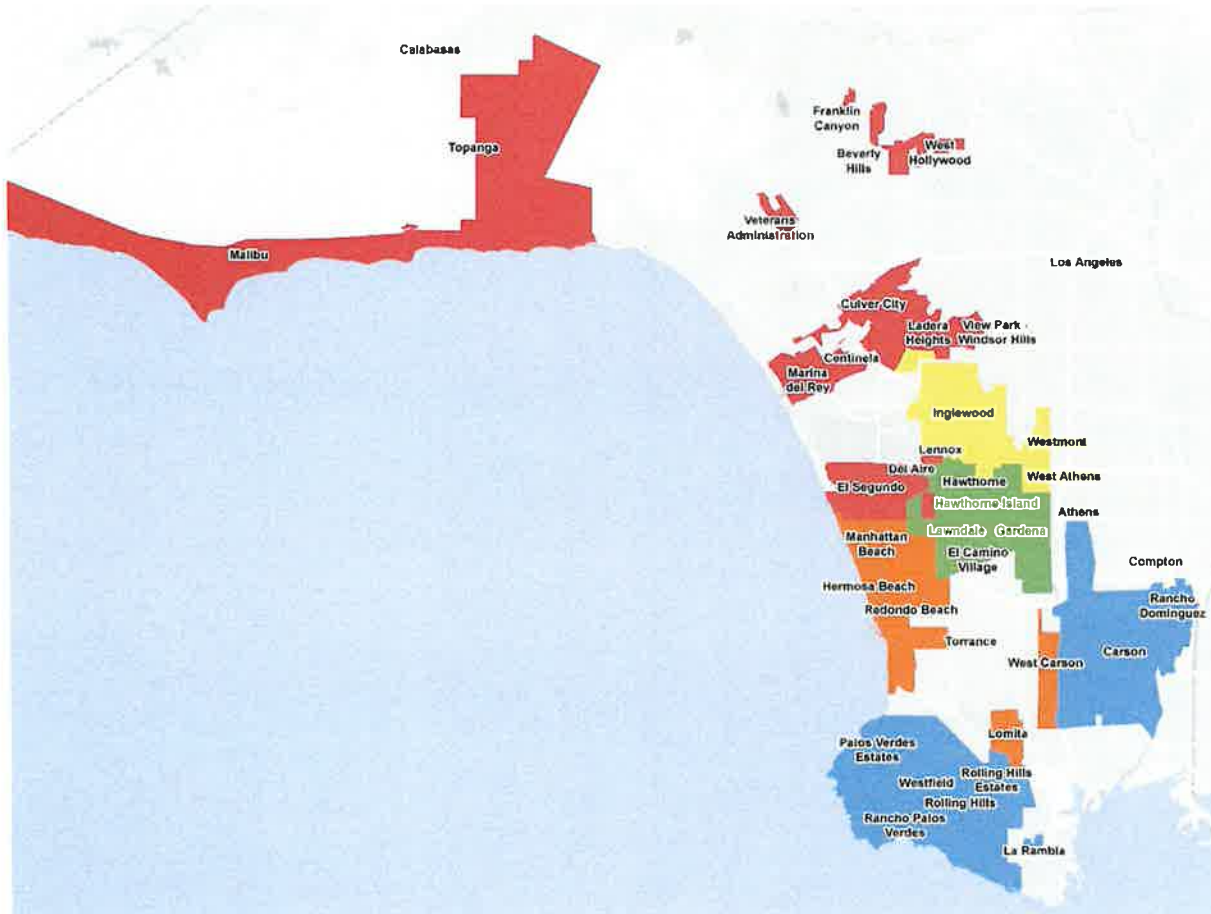 Calabasas
Topanga
Malibu
Franklin
Canyon
Beverly
Hills
West
Hollywood
Veterans
Administration
Los Angeles
Culver City
Ladera
Heights
View Park -
Windsor Hills
Centinela
Marina
del Rey
Inglewood
Westmont
Lennox
Del Aire
West Athens
El Segundo
Hawthorne
Hawthorne Island
Athens
Lawndale
Gardena
Manhattan
Beach
El Camino
Village
Compton
Hermosa Beach
Rancho
Dominguez
Redondo Beach
Torrance
West Carson
Carson
Lomita
Palos Verdes
Estates
Rolling Hills
Estates
Westfield
Rolling Hills
Rancho Palos
Verdes
La Rambla